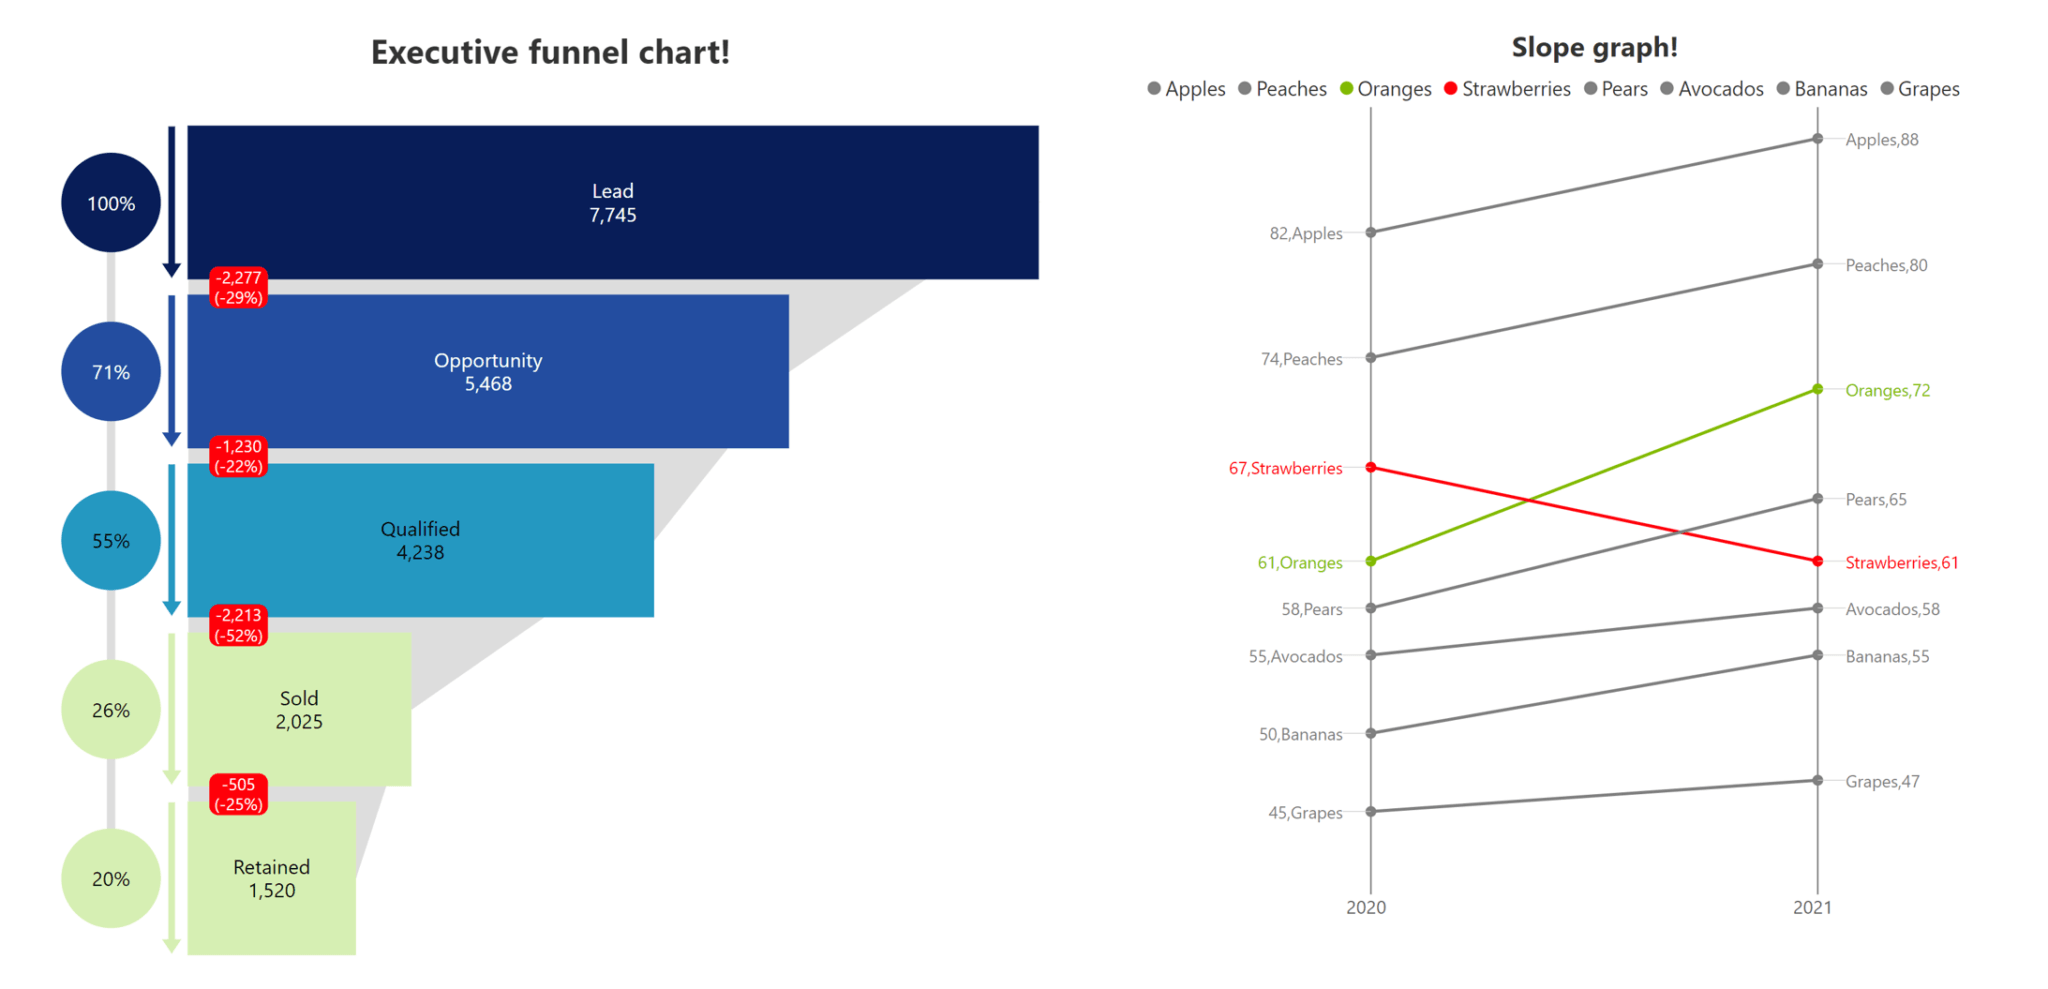 Executive funnel chart!
100%
Lead
7,745
-2,277
(-29%)
71%
Opportunity
5,468
-1,230
(-22%)
55%
Qualified
4,238
-2,213
(-52%)
26%
Sold
2,025
-505
(-25%)
20%
Retained
1,520
Slope graph!
Apples Peaches Oranges Strawberries Pears Avocados Bananas Grapes
82,Apples
74,Peaches
67,Strawberries
61,Oranges
58,Pears
55,Avocados
50,Bananas
45,Grapes
Apples,88
Peaches,80
Oranges,72
Pears,65
Strawberries,61
Avocados,58
Bananas,55
Grapes,47
2020 2021